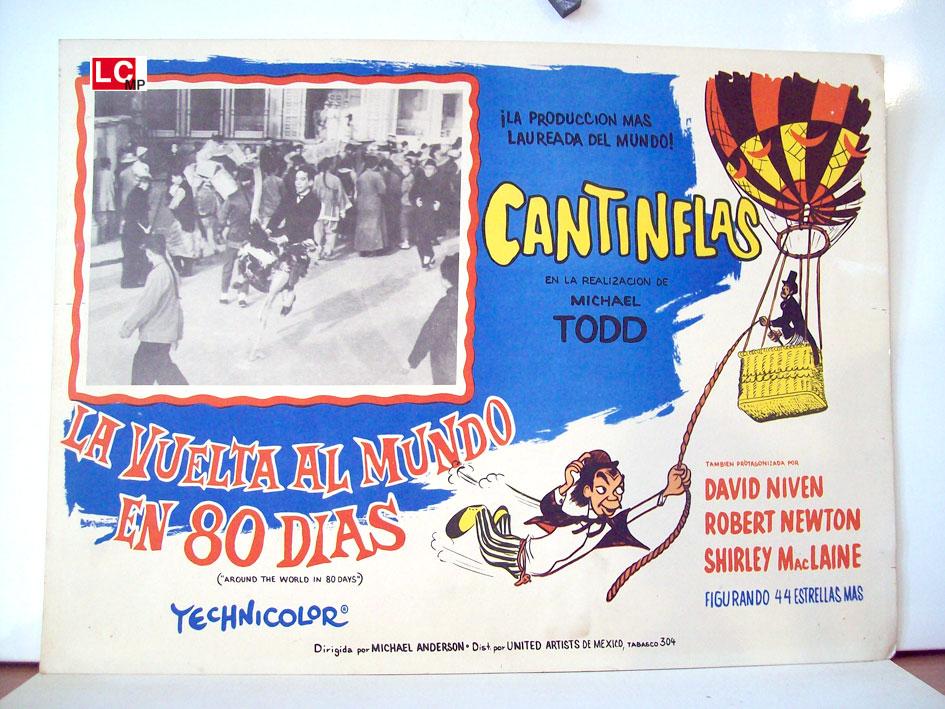 LC
MP
¡LA PRODUCCION MAS
LAUREADA DEL MUNDO!
CANTINFLAS
EN LA REALIZACION DE
MICHAEL
TODD
LA VUELTA AL MUNDO
EN 80 DIAS
("AROUND THE WORLD IN 80 DAYS")
TECHNICOLOR®
TAMBIEN PROTAGONIZADA POR
DAVID NIVEN
ROBERT NEWTON
SHIRLEY MacLAINE
FIGURANDO 44 ESTRELLAS MAS
Dirigida por MICHAEL ANDERSON • Dist. por UNITED ARTISTS DE MEXICO, TABASCO 304